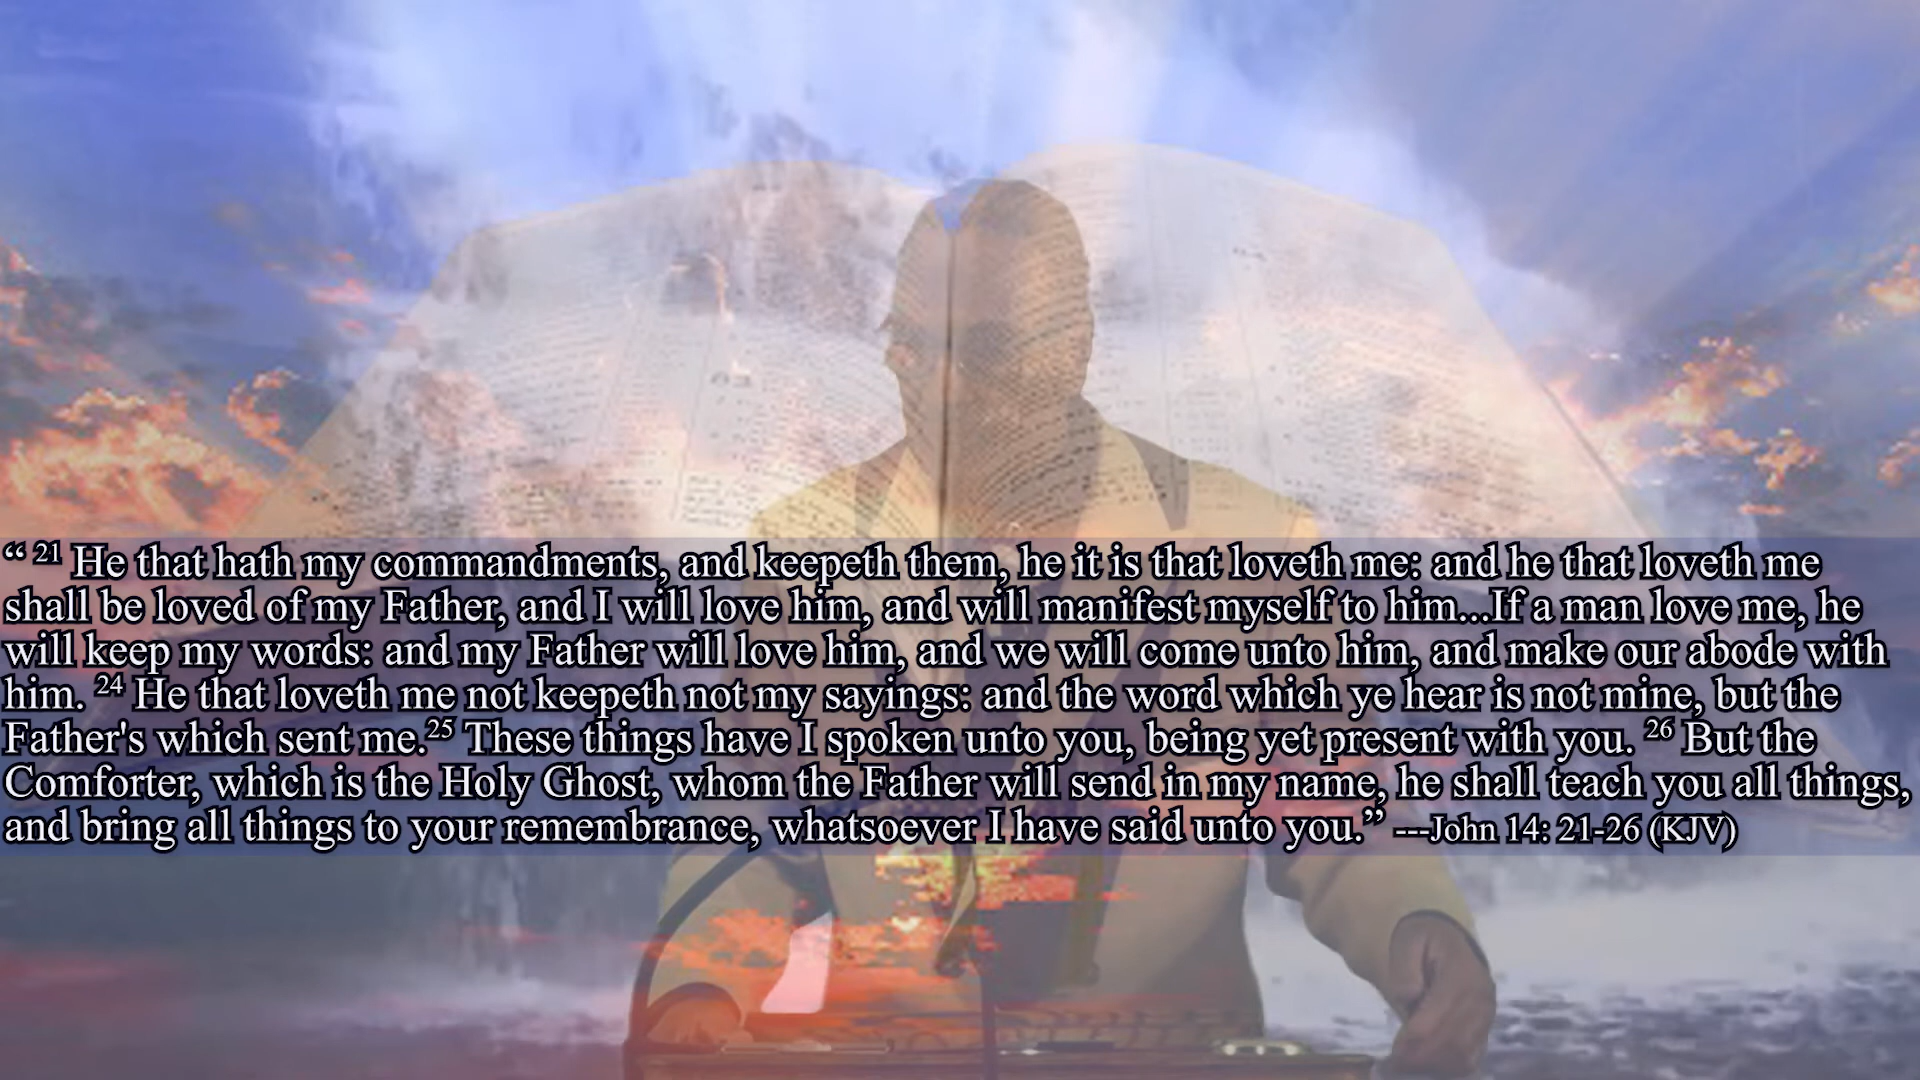 “ 21 He that hath my commandments, and keepeth them, he it is that loveth me: and he that loveth me
shall be loved of my Father, and I will love him, and will manifest myself to him...If a man love me, he
will keep my words: and my Father will love him, and we will come unto him, and make our abode with
him. 24 He that loveth me not keepeth not my sayings: and the word which ye hear is not mine, but the
Father's which sent me.25 These things have I spoken unto you, being yet present with you. 26 But the
Comforter, which is the Holy Ghost, whom the Father will send in my name, he shall teach you all things,
and bring all things to your remembrance, whatsoever I have said unto you.” ---John 14: 21-26 (KJV)